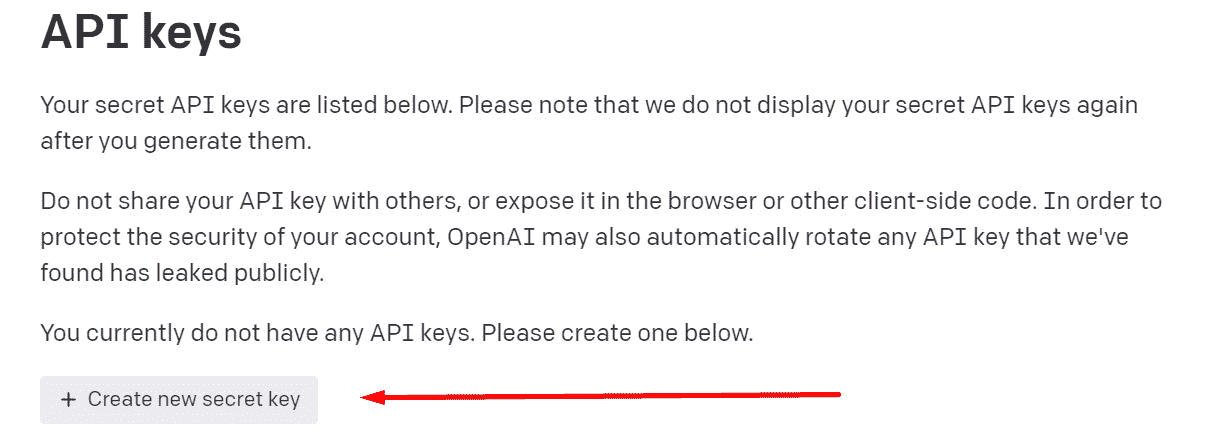 API keys
Your secret API keys are listed below. Please note that we do not display your secret API keys again
after you generate them.
Do not share your API key with others, or expose it in the browser or other client-side code. In order to
protect the security of your account, OpenAI may also automatically rotate any API key that we've
found has leaked publicly.
You currently do not have any API keys. Please create one below.
+ Create new secret key